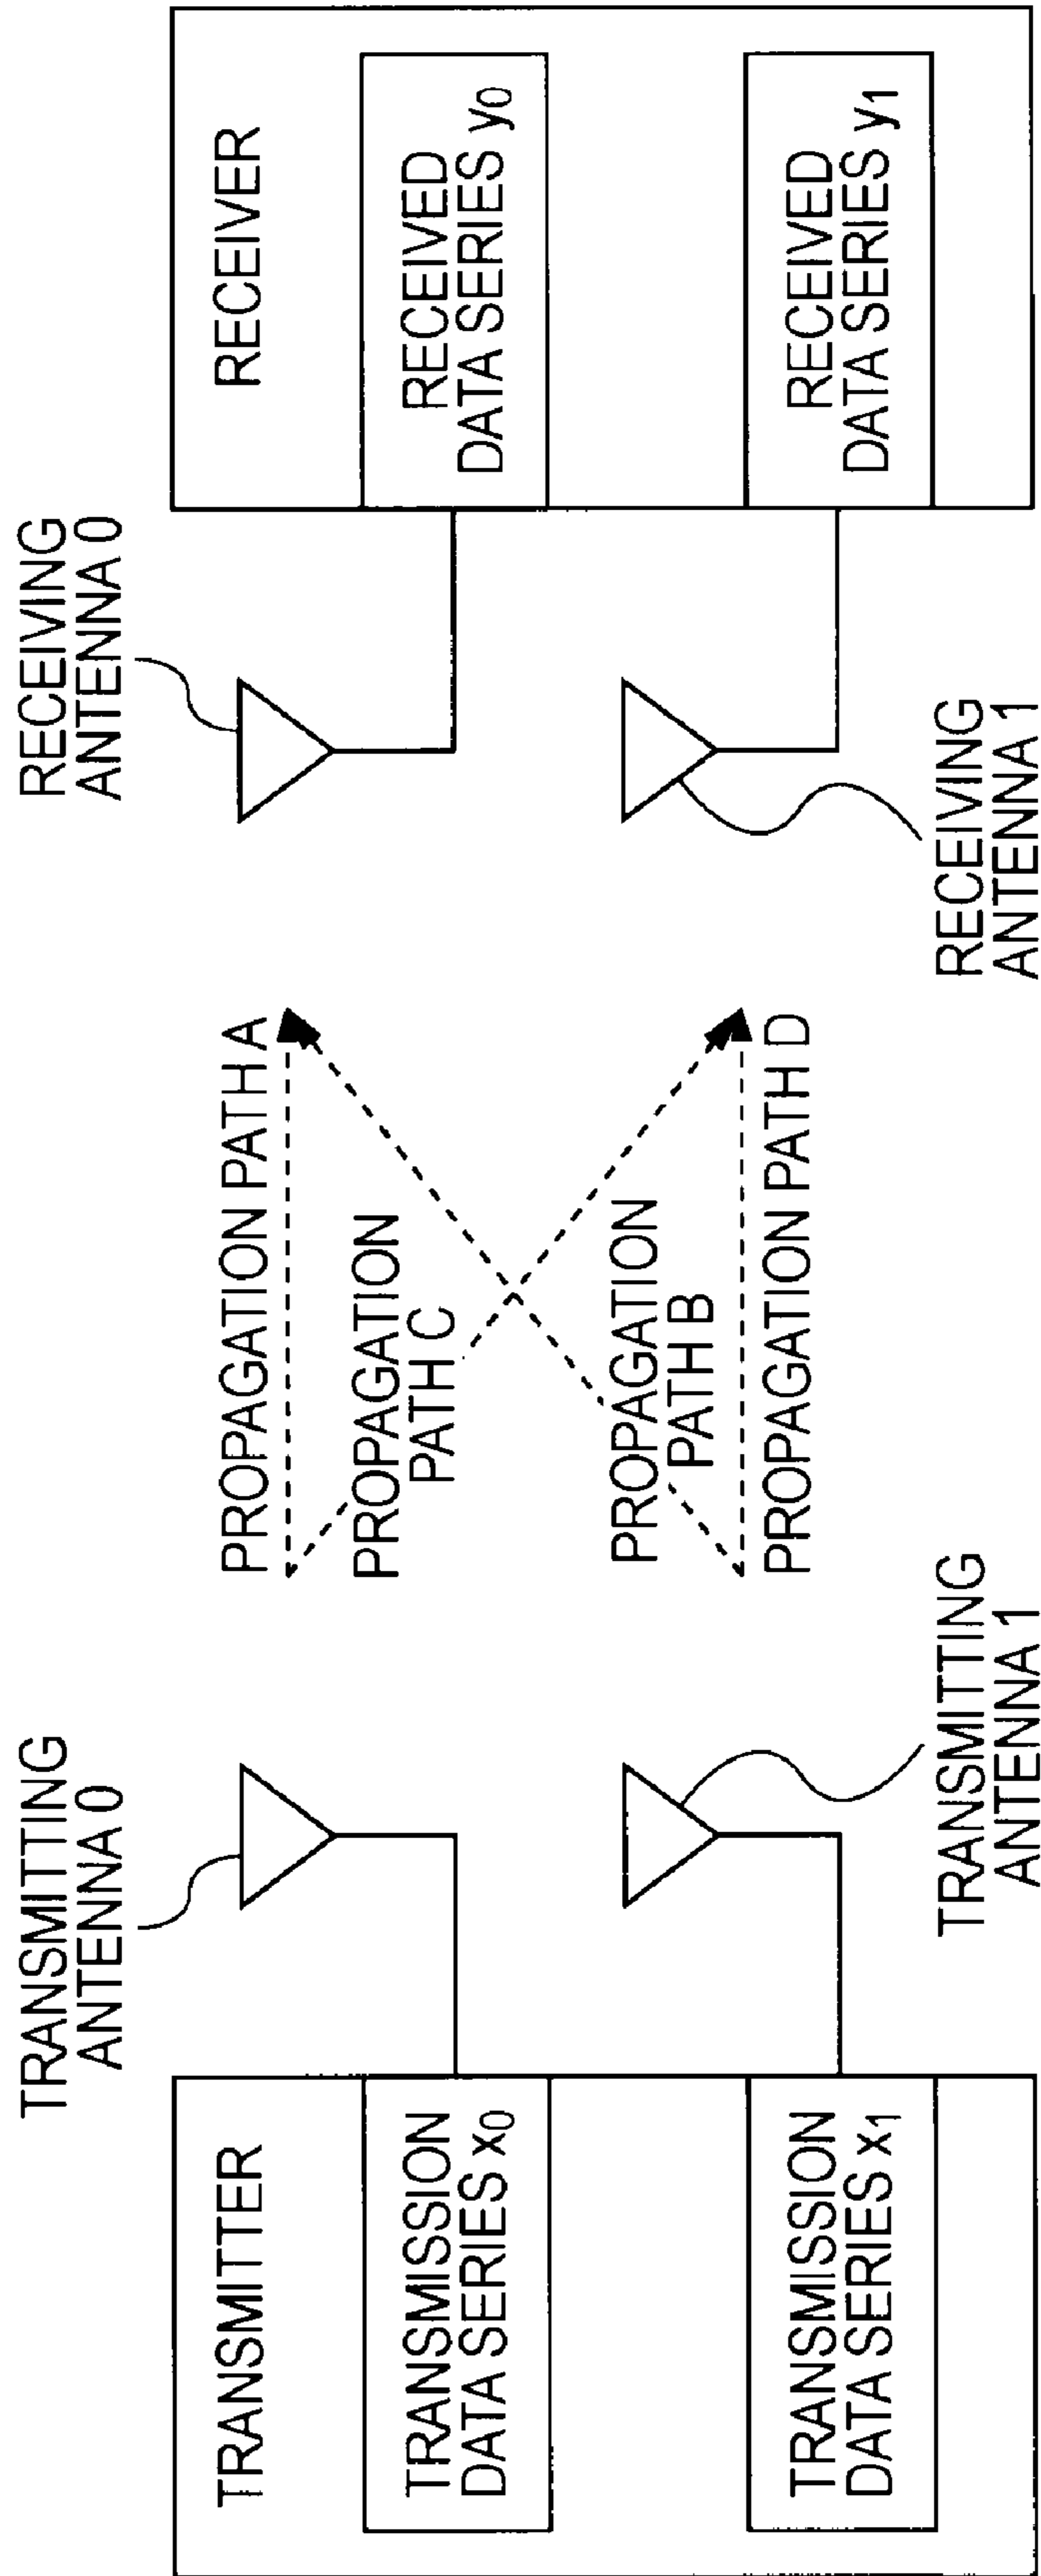 TRANSMITTER
TRANSMISSION
DATA SERIES x0
TRANSMISSION
DATA SERIES x1
TRANSMITTING
ANTENNA 0
TRANSMITTING
ANTENNA 1
PROPAGATION PATH A
PROPAGATION
PATH C
PROPAGATION
PATH B
PROPAGATION PATH D
RECEIVING
ANTENNA 0
RECEIVING
ANTENNA 1
RECEIVER
RECEIVED
DATA SERIES y0
RECEIVED
DATA SERIES y1